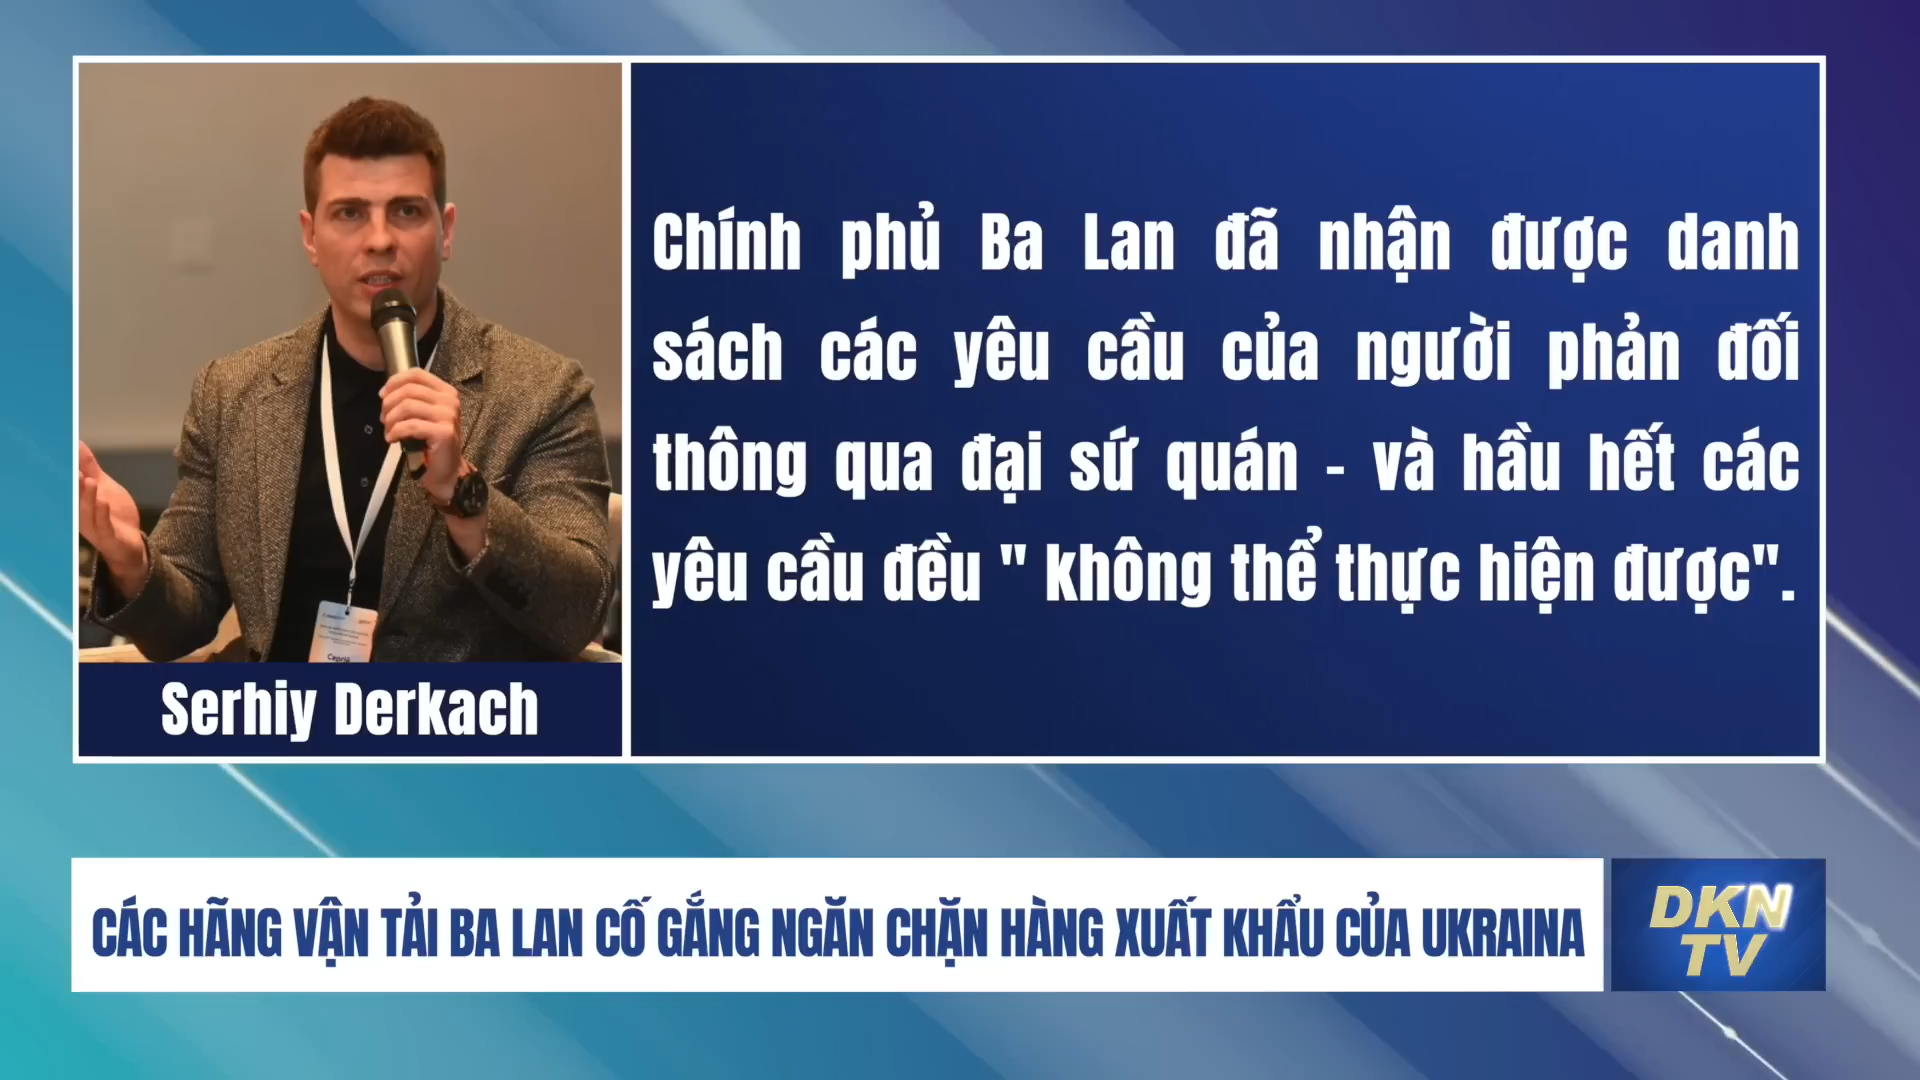 Chính phủ Ba Lan đã nhận được danh
sách các yêu cầu của người phản đối
thông qua đại sứ quán - và hầu hết các
yêu cầu đều " không thể thực hiện được".
Serhiy Derkach
CÁC HÃNG VẬN TẢI BA LAN CỐ GẮNG NGĂN CHẶN HÀNG XUẤT KHẨU CỦA UKRAINA
DKN
TV